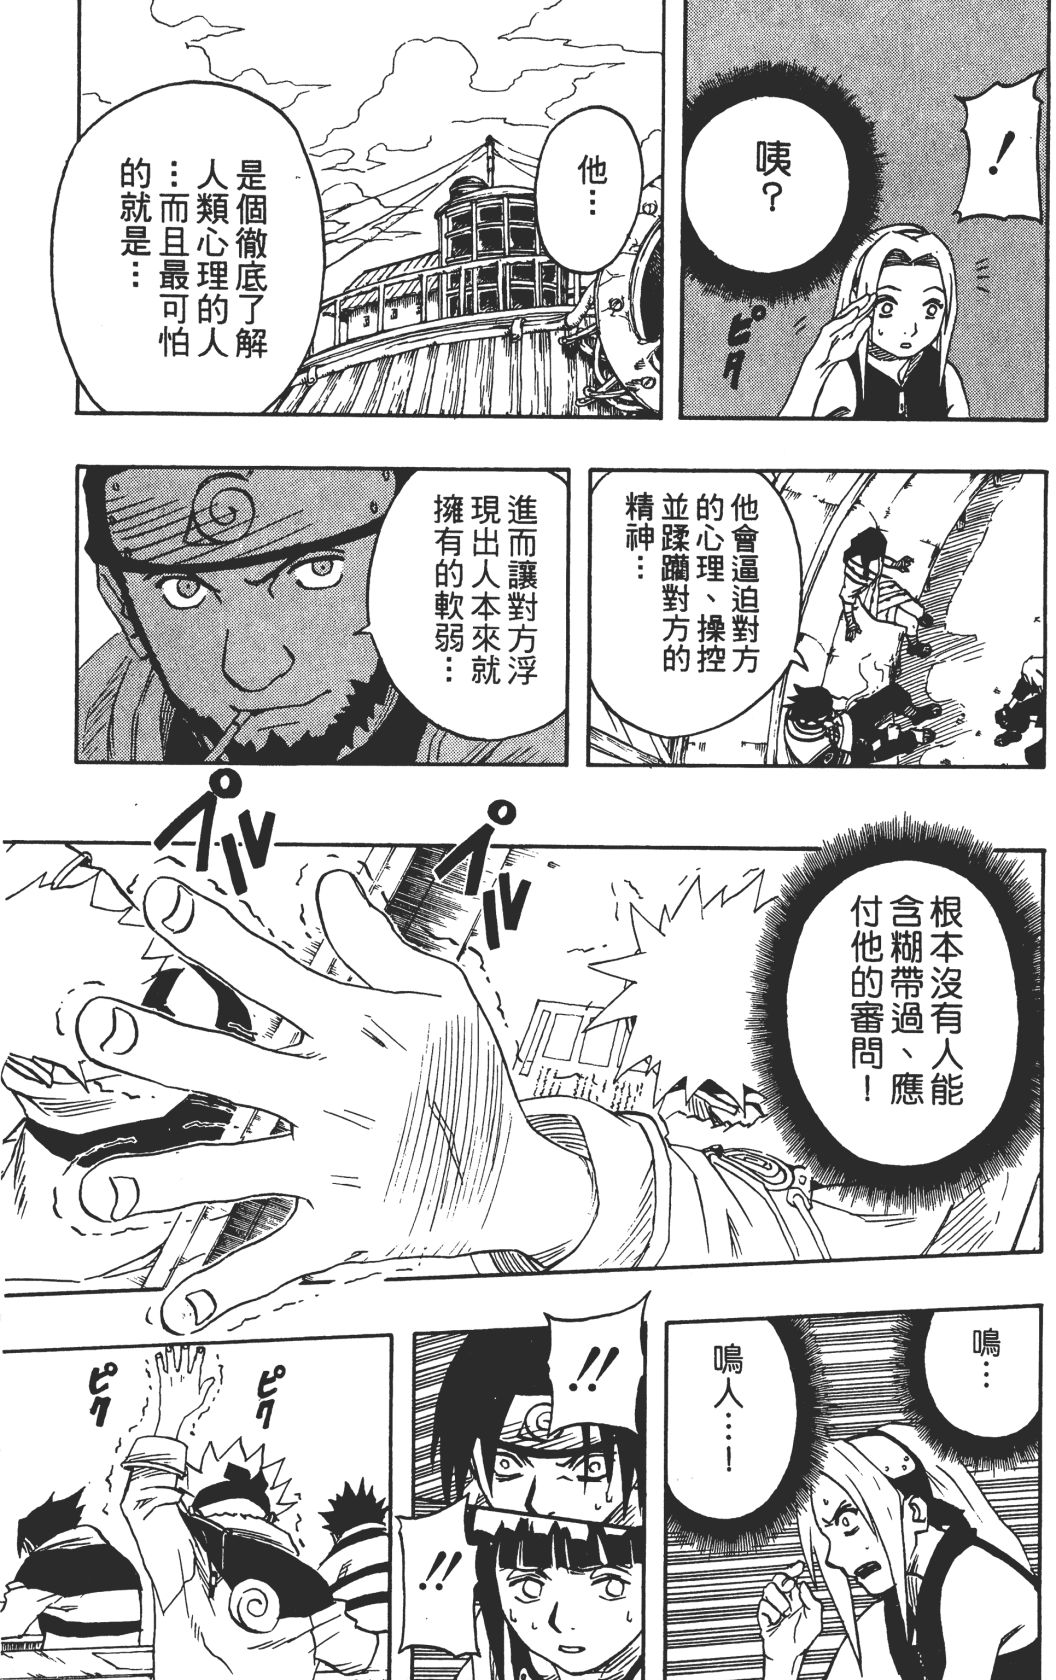 ！
咦？
ピク
他…
是個徹底了解
人類心理的人
…而且最可怕
的就是…
他會逼迫對方
的心理、操控
並蹂躪對方的
精神…
進而讓對方浮
現出人本來就
擁有的軟弱…
根本沒有人能
含糊帶過、應
付他的審問！
プル
プル
鳴…
鳴人…！
!!
!!
ピク
ピク